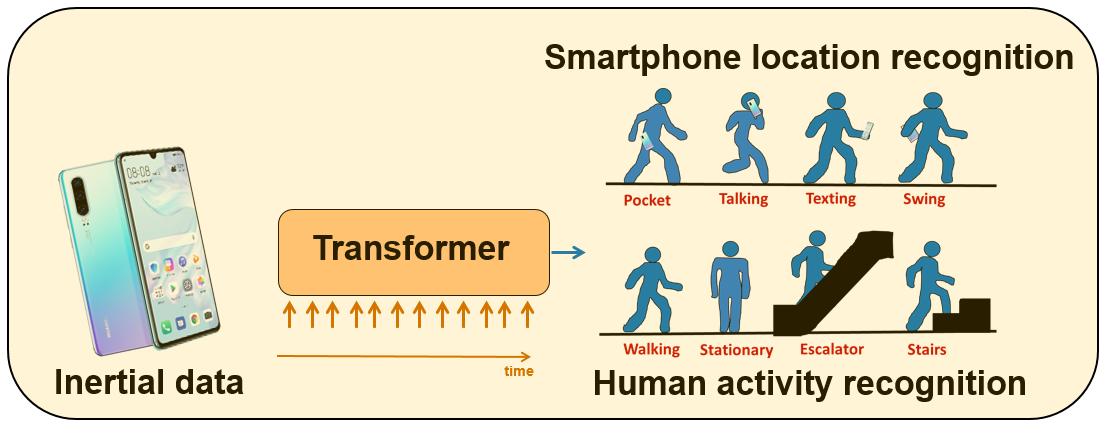 Smartphone location recognition
Pocket
Talking
Texting
Swing
08:08
Transformer
time
Inertial data
Walking
Stationary
Escalator
Stairs
Human activity recognition